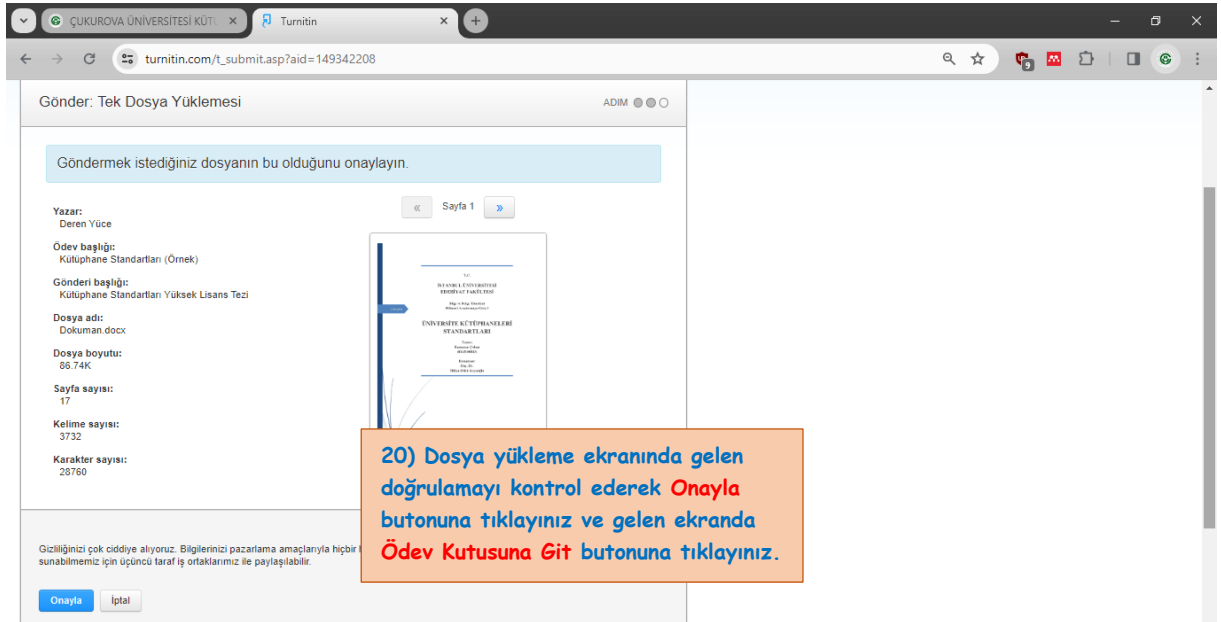 ÇUKUROVA ÜNİVERSİTESİ KÜTÜ
Turnitin
turnitin.com/t_submit.asp?aid=149342208
9
Gönder: Tek Dosya Yüklemesi
ADIM
Göndermek istediğiniz dosyanın bu olduğunu onaylayın.
« Sayfa 1 »
Yazar:
Deren Yüce
Ödev başlığı:
Kütüphane Standartları (Örnek)
Gönderi başlığı:
Kütüphane Standartları Yüksek Lisans Tezi
Dosya adı:
Dokuman.docx
Dosya boyutu:
86.74K
Sayfa sayısı:
17
Kelime sayısı:
3732
Karakter sayısı:
28760
T.C.
İSTANBUL ÜNİVERSİTESİ
EDEBİYAT FAKÜLTESİ
ÜNİVERSİTE KÜTÜPHANELERİ
STANDARTLARI
20) Dosya yükleme ekranında gelen
doğrulamayı kontrol ederek Onayla
butonuna tıklayınız ve gelen ekranda
Ödev Kutusuna Git butonuna tıklayınız.
Gizliliğinizi çok ciddiye alıyoruz. Bilgilerinizi pazarlama amaçlarıyla hiçbir
sunabilmemiz için üçüncü taraf iş ortaklarımız ile paylaşılabilir.
Onayla
İptal